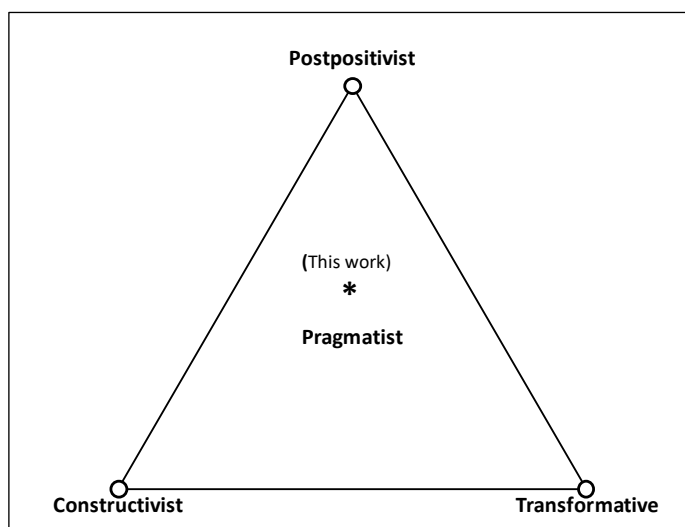 Postpositivist
(This work)
*
Pragmatist
Constructivist
Transformative